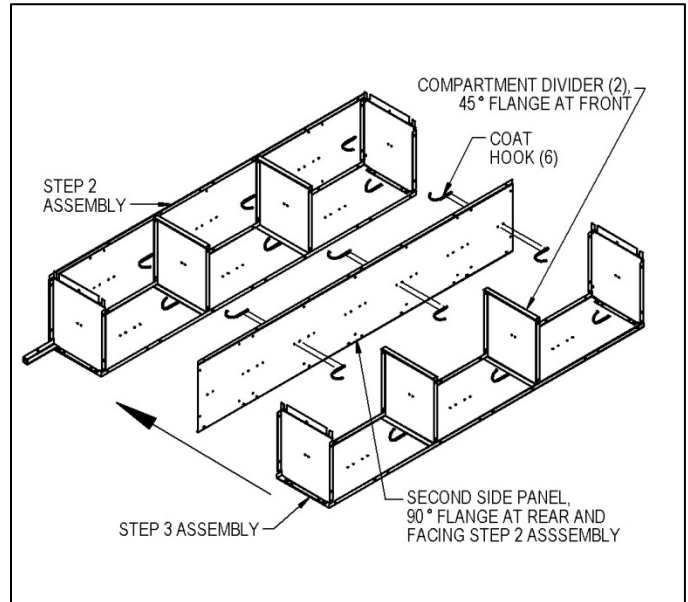 COMPARTMENT DIVIDER (2),
45° FLANGE AT FRONT
COAT
HOOK (6)
STEP 2
ASSEMBLY
SECOND SIDE PANEL,
90° FLANGE AT REAR AND
FACING STEP 2 ASSSEMBLY
STEP 3 ASSEMBLY